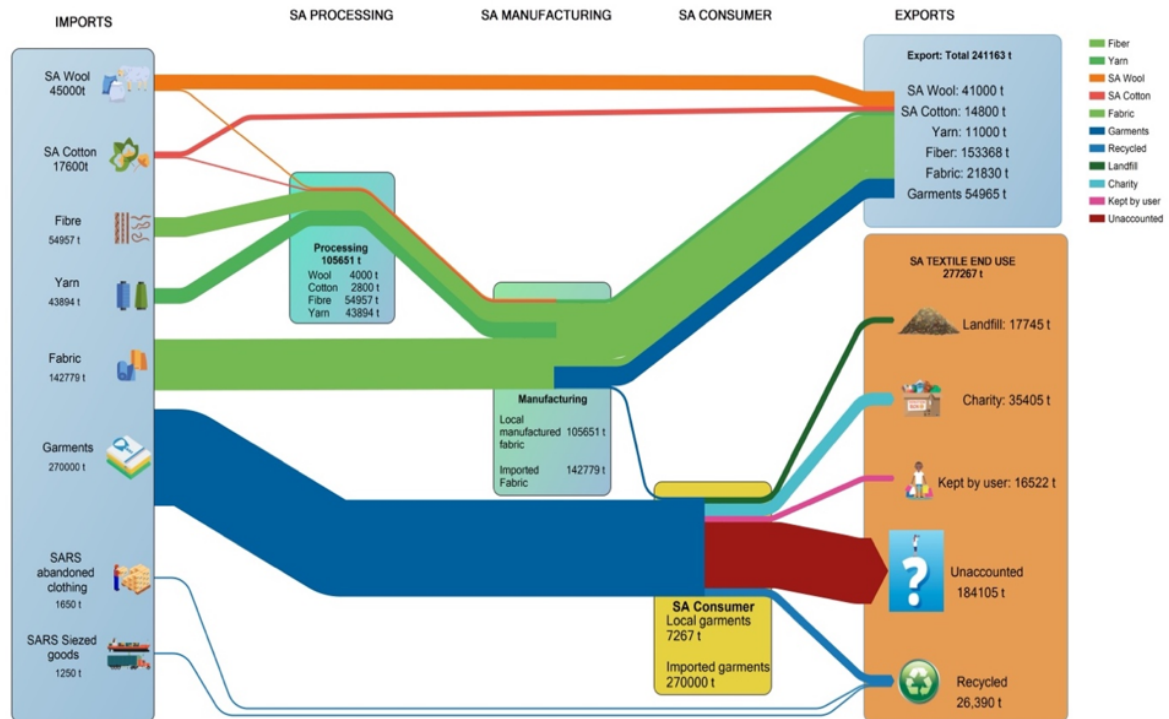 IMPORTS
SA PROCESSING
SA MANUFACTURING
SA CONSUMER
EXPORTS
SA Wool
45000t
SA Cotton
17600t
Fibre
54957 t
Yarn
43894 t
Fabric
142779 t
Garments
270000 t
SARS
abandoned
clothing
1650 t
SARS Siezed
goods
1250 t
Processing
105651 t
Wool 4000 t
Cotton 2800 t
Fibre 54957 t
Yarn 43894 t
Manufacturing
Local
manufactured 105651 t
fabric
Imported 142779 t
Fabric
SA Consumer
Local garments
7267 t
Imported garments
270000 t
Export: Total 241163 t
SA Wool: 41000 t
SA Cotton: 14800 t
Yarn: 11000 t
Fiber: 153368 t
Fabric: 21830 t
Garments 54965 t
SA TEXTILE END USE
277267 t
Landfill: 17745 t
Charity: 35405 t
Kept by user: 16522 t
?
Unaccounted
184105 t
Recycled
26,390 t
Fiber
Yarn
SA Wool
SA Cotton
Fabric
Garments
Recycled
Landfill
Charity
Kept by user
Unaccounted